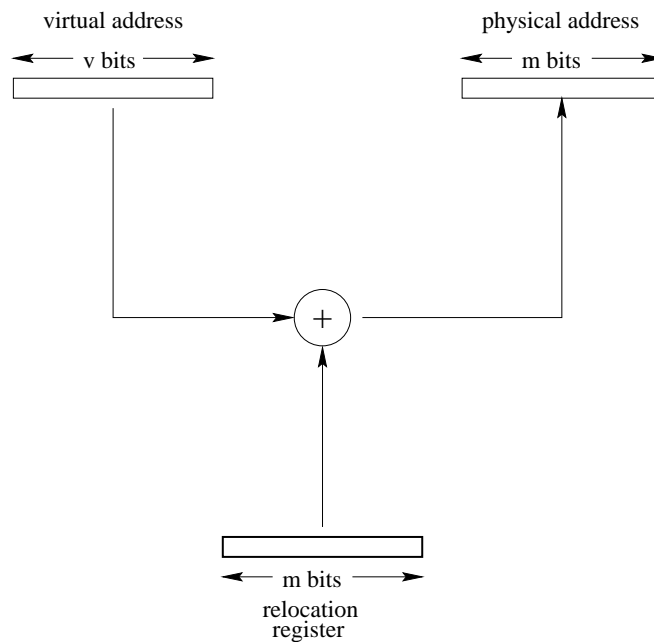 virtual address
physical address
v bits
m bits
+
m bits
relocation
register